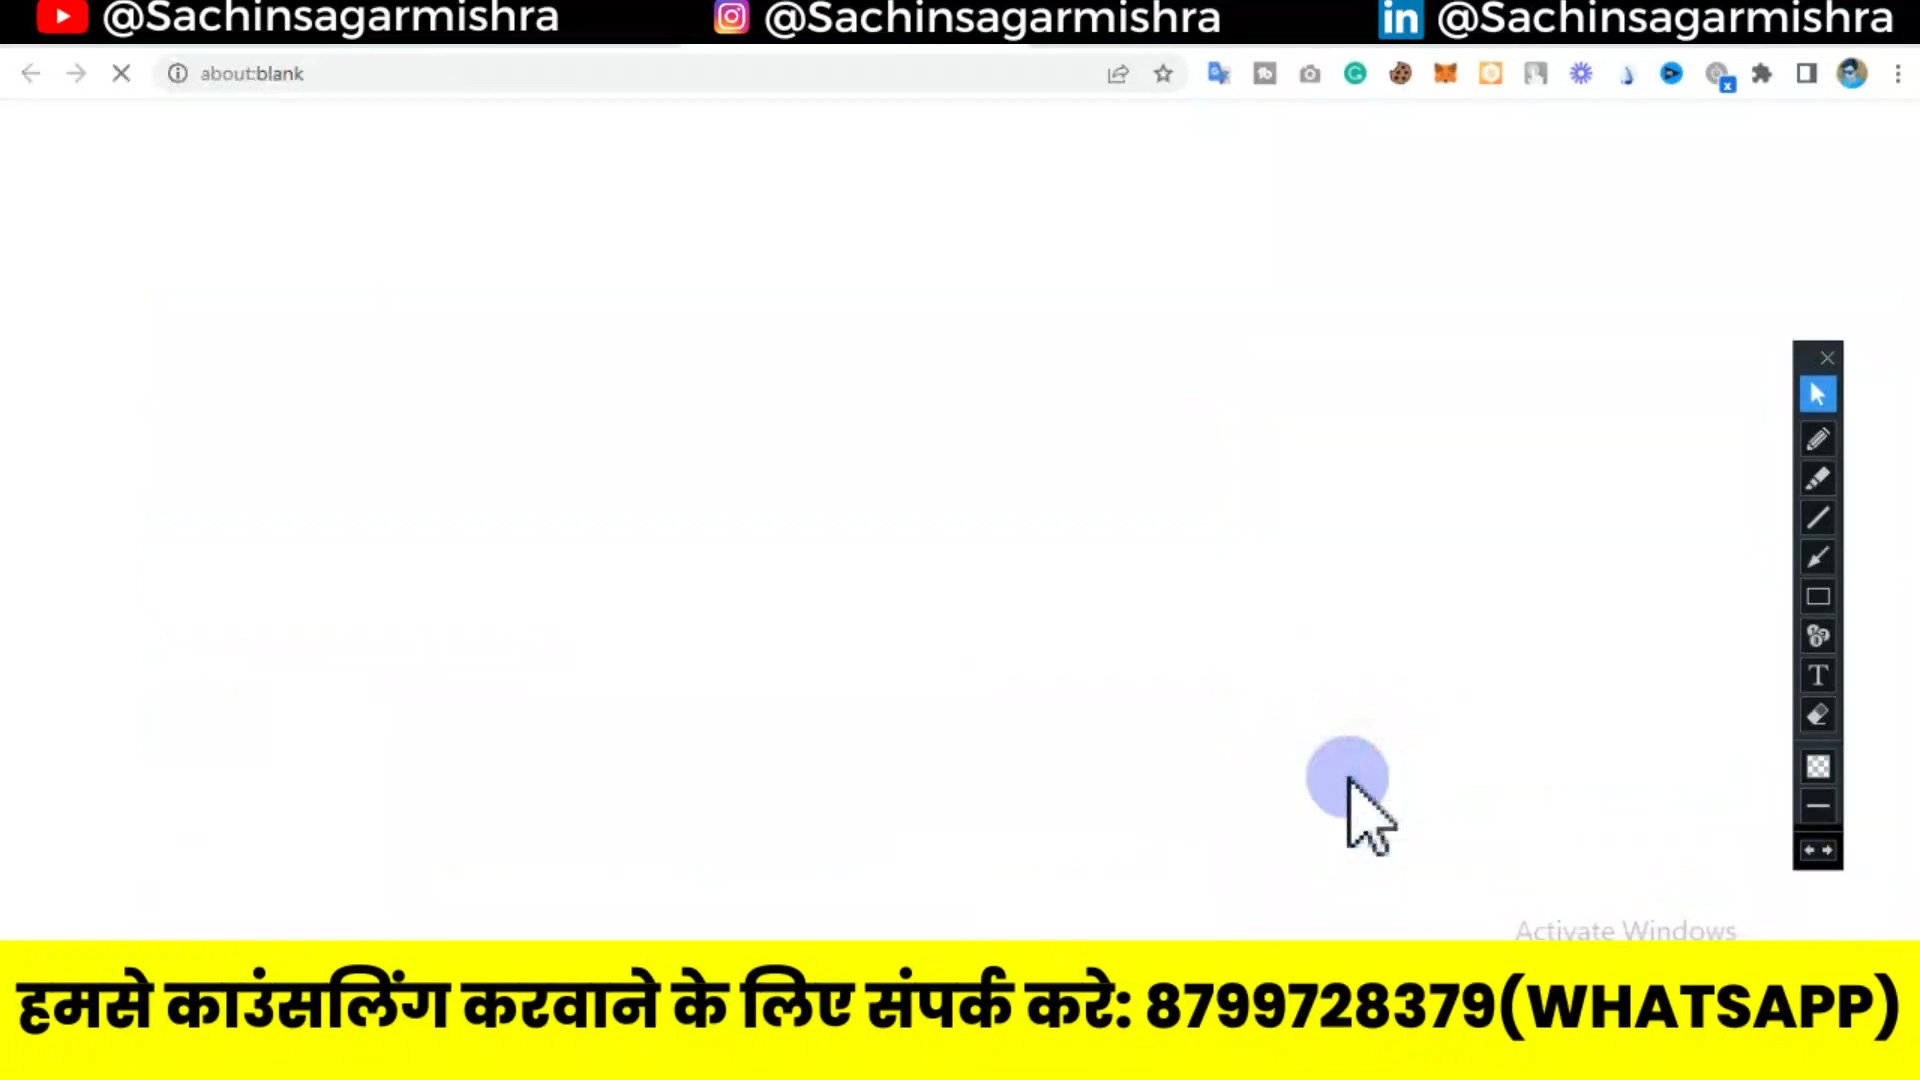 @Sachinsagarmishra @Sachinsagarmishra in @Sachinsagarmishra
about:blank
Activate Windows
हमसे काउंसलिंग करवाने के लिए संपर्क करे: 8799728379(WHATSAPP)